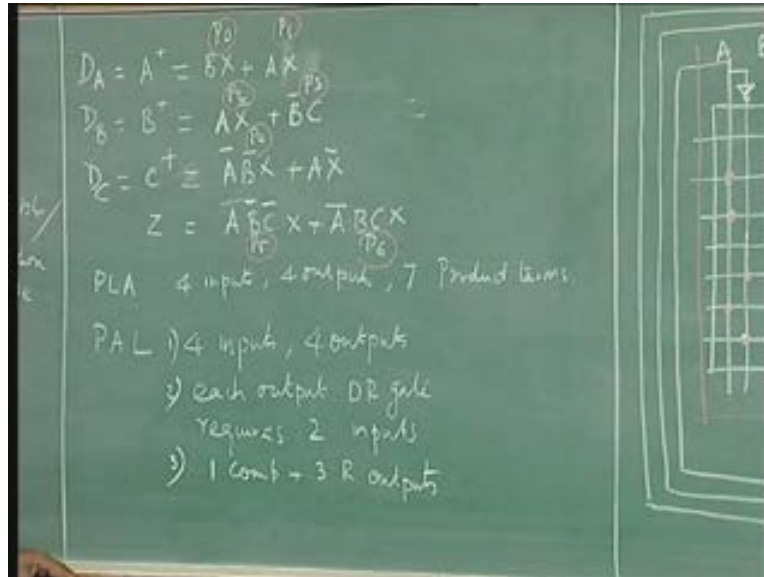 P0 P1
D_A = A⁺ = B̄X + AX
P2 P3
D_B = B⁺ = AX̄ + B̄C
P4
D_C = C⁺ = ĀB̄X + AX̄
Z = ĀB̄C̄X + ĀBCX
P5 P6
PLA 4 inputs, 4 output, 7 Product terms
PAL 1) 4 inputs, 4 outputs
2) each output OR gate
requires 2 inputs
3) 1 comb + 3 R outputs
A